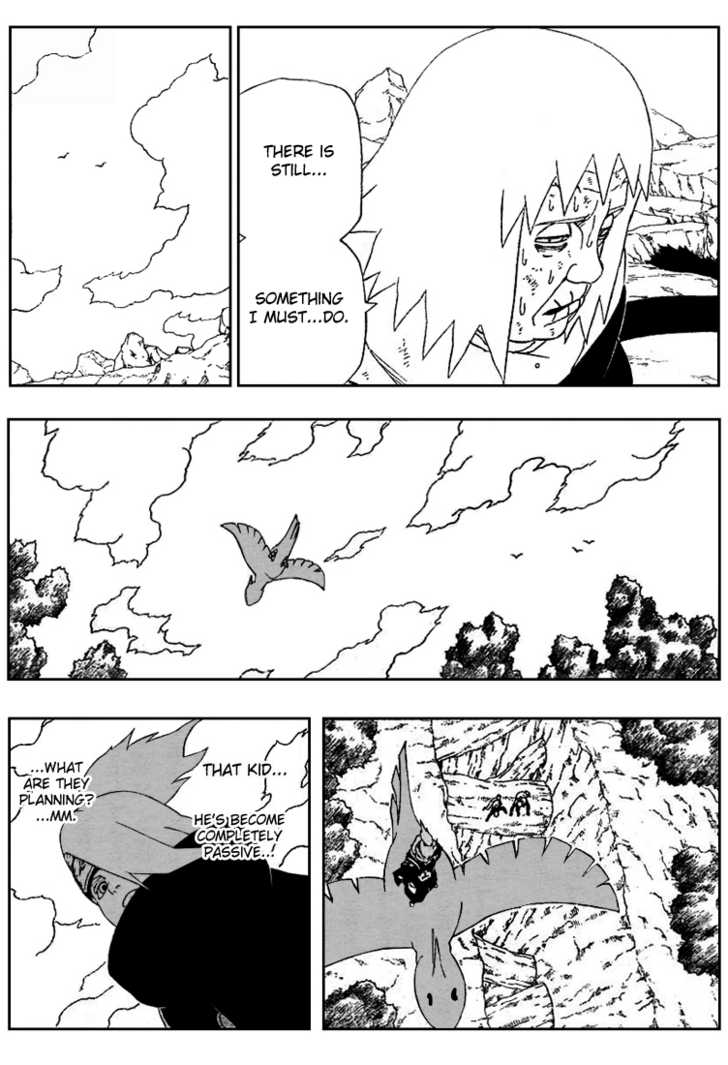 THERE IS
STILL...
SOMETHING
I MUST...DO.
THAT KID...
HE'S BECOME
COMPLETELY
PASSIVE...
...WHAT
ARE THEY
PLANNING?
...MM.